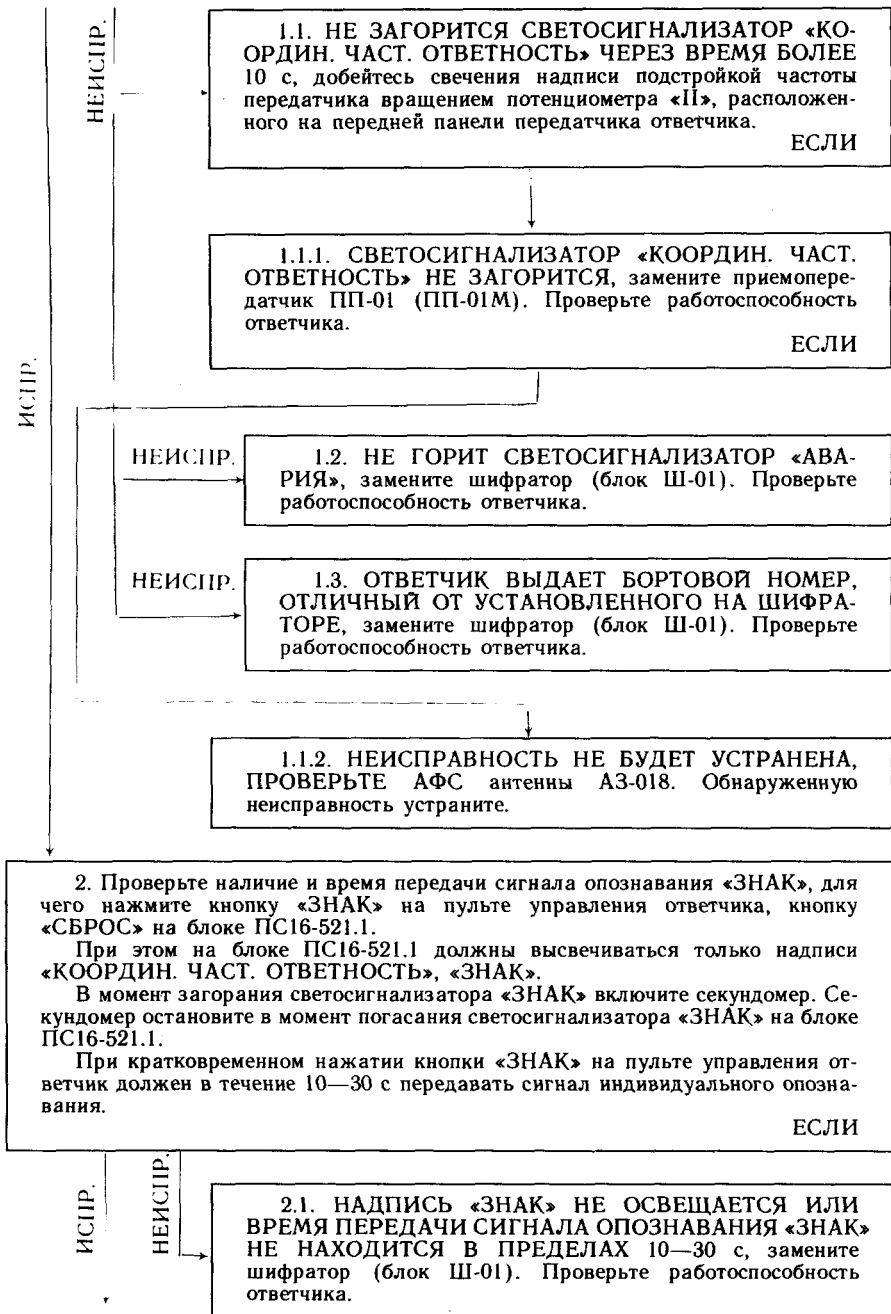 НЕИСПР.
1.1. НЕ ЗАГОРИТСЯ СВЕТОСИГНАЛИЗАТОР «КО-
ОРДИН. ЧАСТ. ОТВЕТНОСТЬ» ЧЕРЕЗ ВРЕМЯ БОЛЕЕ
10 с, добейтесь свечения надписи подстройкой частоты
передатчика вращением потенциометра «II», расположен-
ного на передней панели передатчика ответчика.
ЕСЛИ
1.1.1. СВЕТОСИГНАЛИЗАТОР «КООРДИН. ЧАСТ.
ОТВЕТНОСТЬ» НЕ ЗАГОРИТСЯ, замените приемопере-
датчик ПП-01 (ПП-01М). Проверьте работоспособность
ответчика.
ЕСЛИ
ИСПР.
НЕИСПР.
1.2. НЕ ГОРИТ СВЕТОСИГНАЛИЗАТОР «АВА-
РИЯ», замените шифратор (блок Ш-01). Проверьте
работоспособность ответчика.
НЕИСПР.
1.3. ОТВЕТЧИК ВЫДАЕТ БОРТОВОЙ НОМЕР,
ОТЛИЧНЫЙ ОТ УСТАНОВЛЕННОГО НА ШИФРА-
ТОРЕ, замените шифратор (блок Ш-01). Проверьте
работоспособность ответчика.
1.1.2. НЕИСПРАВНОСТЬ НЕ БУДЕТ УСТРАНЕНА,
ПРОВЕРЬТЕ АФС антенны АЗ-018. Обнаруженную
неисправность устраните.
2. Проверьте наличие и время передачи сигнала опознавания «ЗНАК», для
чего нажмите кнопку «ЗНАК» на пульте управления ответчика, кнопку
«СБРОС» на блоке ПС16-521.1.
При этом на блоке ПС16-521.1 должны высвечиваться только надписи
«КООРДИН. ЧАСТ. ОТВЕТНОСТЬ», «ЗНАК».
В момент загорания светосигнализатора «ЗНАК» включите секундомер. Се-
кундомер остановите в момент погасания светосигнализатора «ЗНАК» на блоке
ПС16-521.1.
При кратковременном нажатии кнопки «ЗНАК» на пульте управления от-
ветчик должен в течение 10—30 с передавать сигнал индивидуального опозна-
вания.
ЕСЛИ
ИСПР.
НЕИСПР.
2.1. НАДПИСЬ «ЗНАК» НЕ ОСВЕЩАЕТСЯ ИЛИ
ВРЕМЯ ПЕРЕДАЧИ СИГНАЛА ОПОЗНАВАНИЯ «ЗНАК»
НЕ НАХОДИТСЯ В ПРЕДЕЛАХ 10—30 с, замените
шифратор (блок Ш-01). Проверьте работоспособность
ответчика.